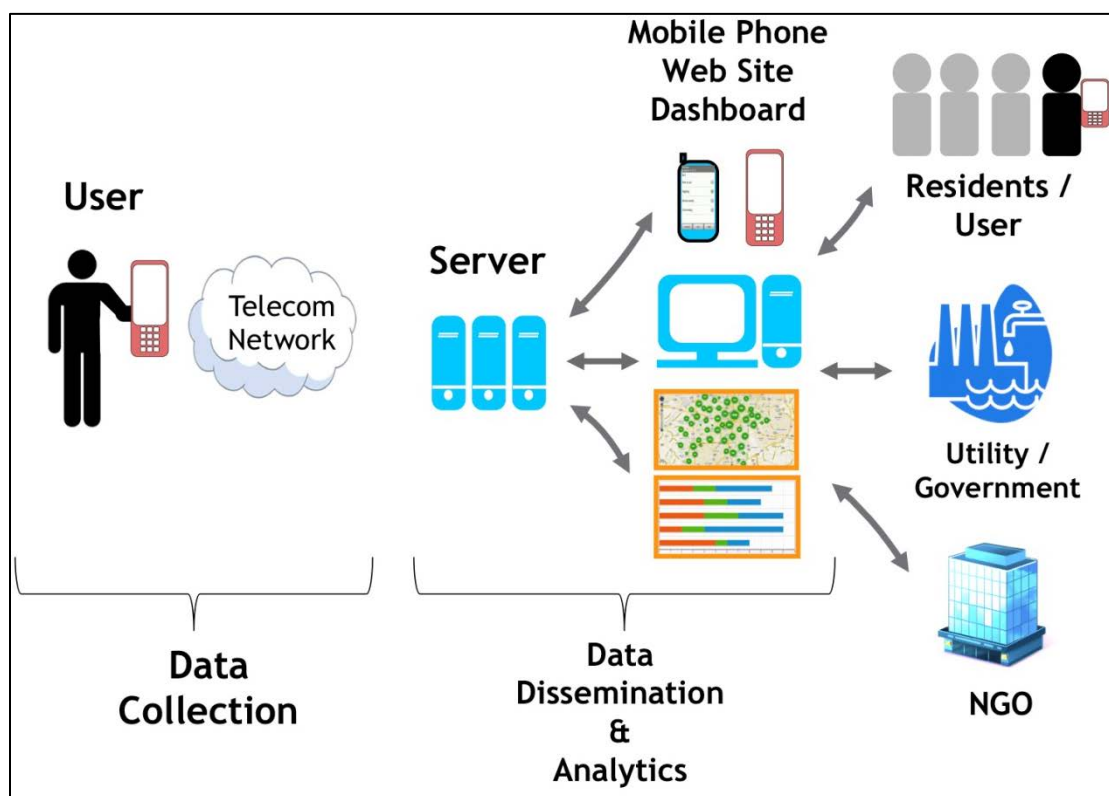 User
Telecom
Network
Data
Collection
Server
Mobile Phone
Web Site
Dashboard
Data
Dissemination
&
Analytics
Residents /
User
Utility /
Government
NGO